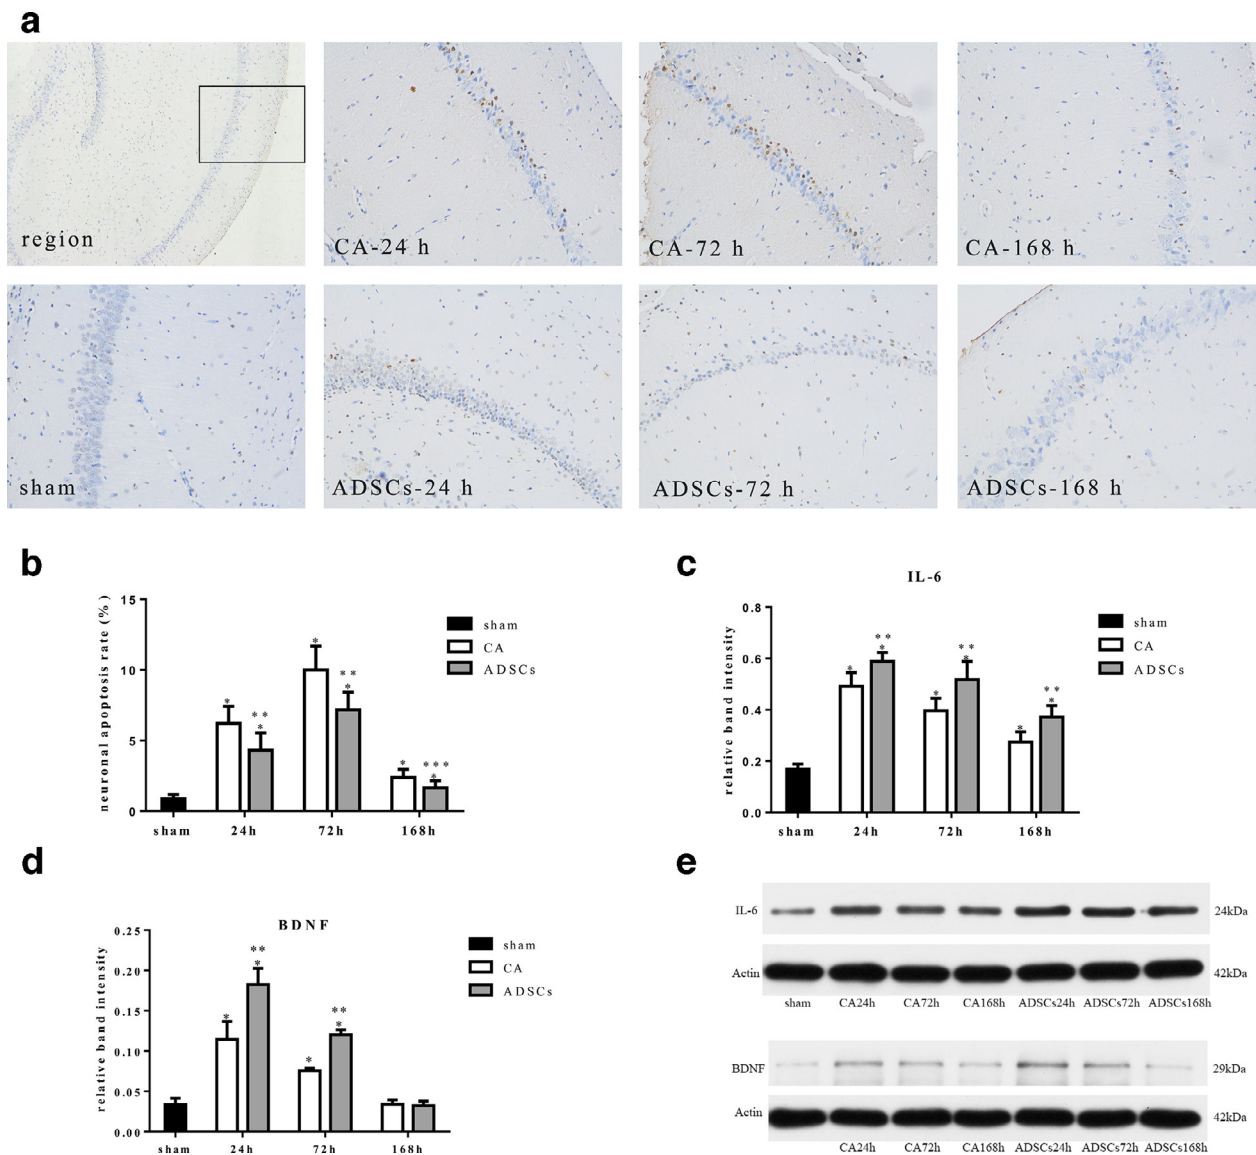 a
region
CA-24 h
CA-72 h
CA-168 h
sham
ADSCs-24 h
ADSCs-72 h
ADSCs-168 h
b
neuronal apoptosis rate (%)
15
10
5
0
*
*
**
*
*
**
*
*
***
sham
24h
72h
168h
sham
CA
ADSCs
c
IL-6
relative band intensity
0.8
0.6
0.4
0.2
0.0
*
**
*
*
**
*
*
**
*
sham
24h
72h
168h
sham
CA
ADSCs
d
BDNF
relative band intensity
0.25
0.20
0.15
0.10
0.05
0.00
*
**
*
*
**
*
sham
24h
72h
168h
sham
CA
ADSCs
e
IL-6
24kDa
Actin
42kDa
sham CA24h CA72h CA168h ADSCs24h ADSCs72h ADSCs168h
BDNF
29kDa
Actin
42kDa
CA24h CA72h CA168h ADSCs24h ADSCs72h ADSCs168h